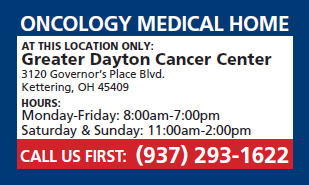 ONCOLOGY MEDICAL HOME
AT THIS LOCATION ONLY:
Greater Dayton Cancer Center
3120 Governor's Place Blvd.
Kettering, OH 45409
HOURS:
Monday-Friday: 8:00am-7:00pm
Saturday & Sunday: 11:00am-2:00pm
CALL US FIRST: (937) 293-1622